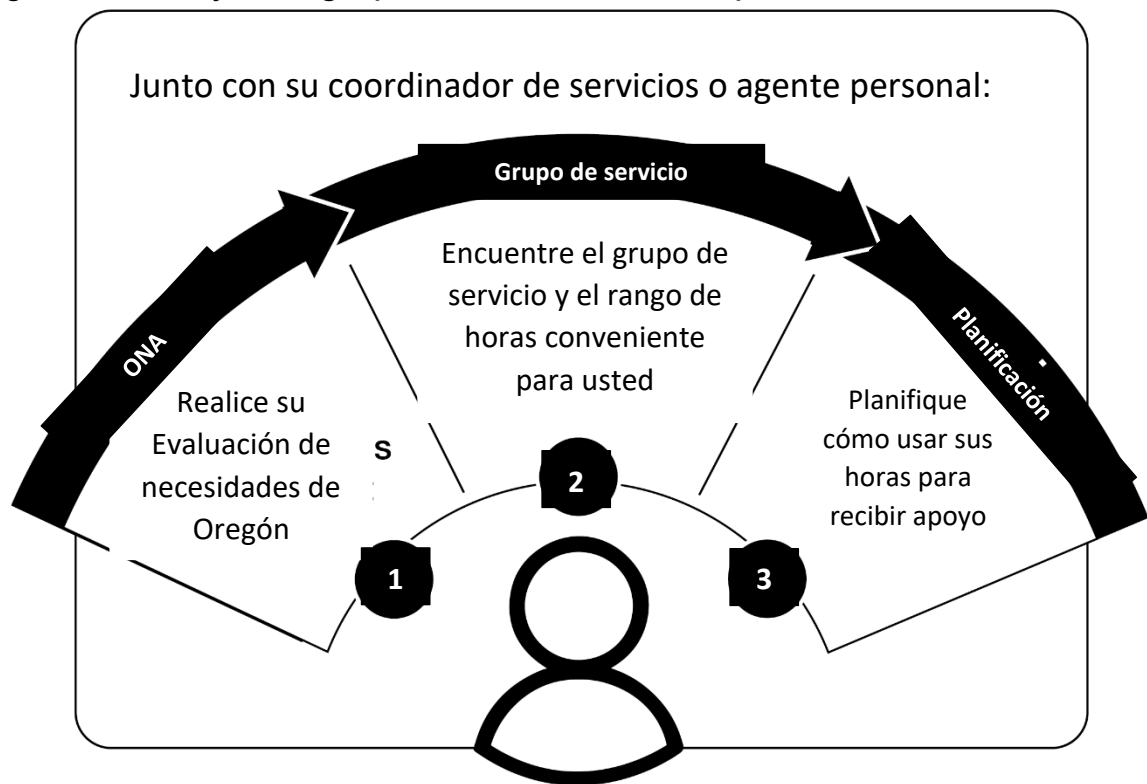 Junto con su coordinador de servicios o agente personal:
Grupo de servicio
ONA
Planificación
Encuentre el grupo de
servicio y el rango de
horas conveniente
para usted
Realice su
Evaluación de
necesidades de
Oregón
S
Planifique
cómo usar sus
horas para
recibir apoyo
1
2
3